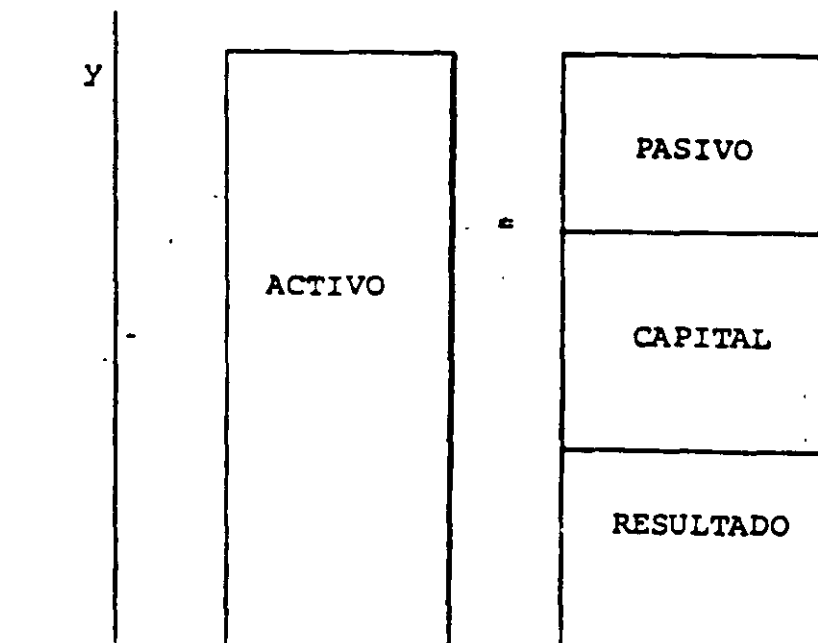 Y
PASIVO
=
ACTIVO
CAPITAL
RESULTADO